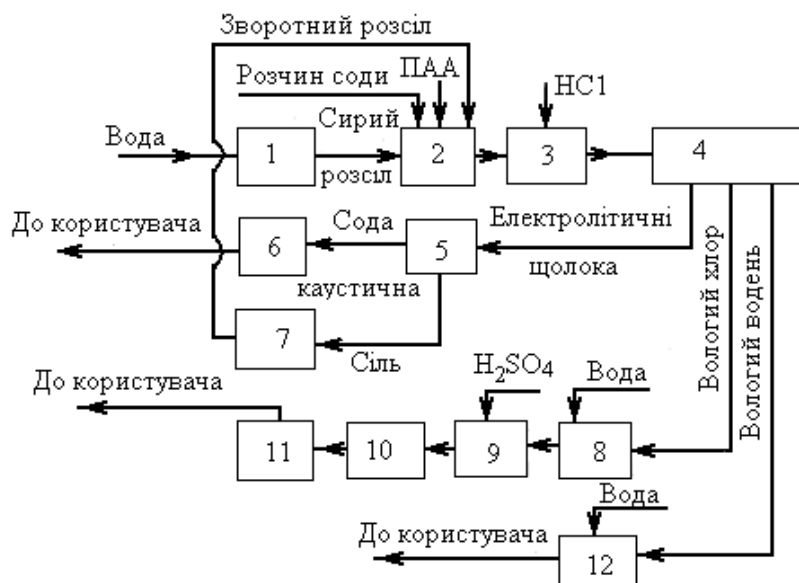 Зворотний розсіл
Розчин соди
ПАА
НС1
Сирий
Вода
1
розсіл
2
3
4
До користувача
6
Сода
каустична
5
Електролітичні
щолока
Вологий хлор
Вологий водень
7
Сіль
До користувача
H₂SO₄
Вода
11
10
9
8
Вода
До користувача
12